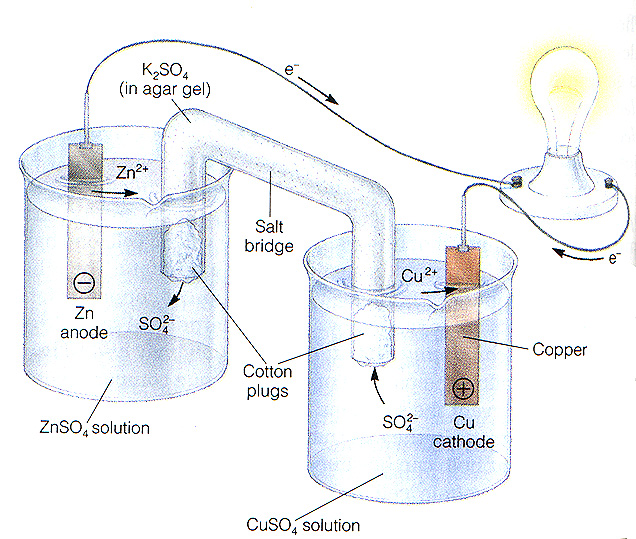 K₂SO₄
(in agar gel)
e⁻
Zn²⁺
Salt
bridge
Cu²⁺
e⁻
−
Zn
anode
SO₄²⁻
Cotton
plugs
Copper
+
SO₄²⁻
Cu
cathode
ZnSO₄ solution
CuSO₄ solution